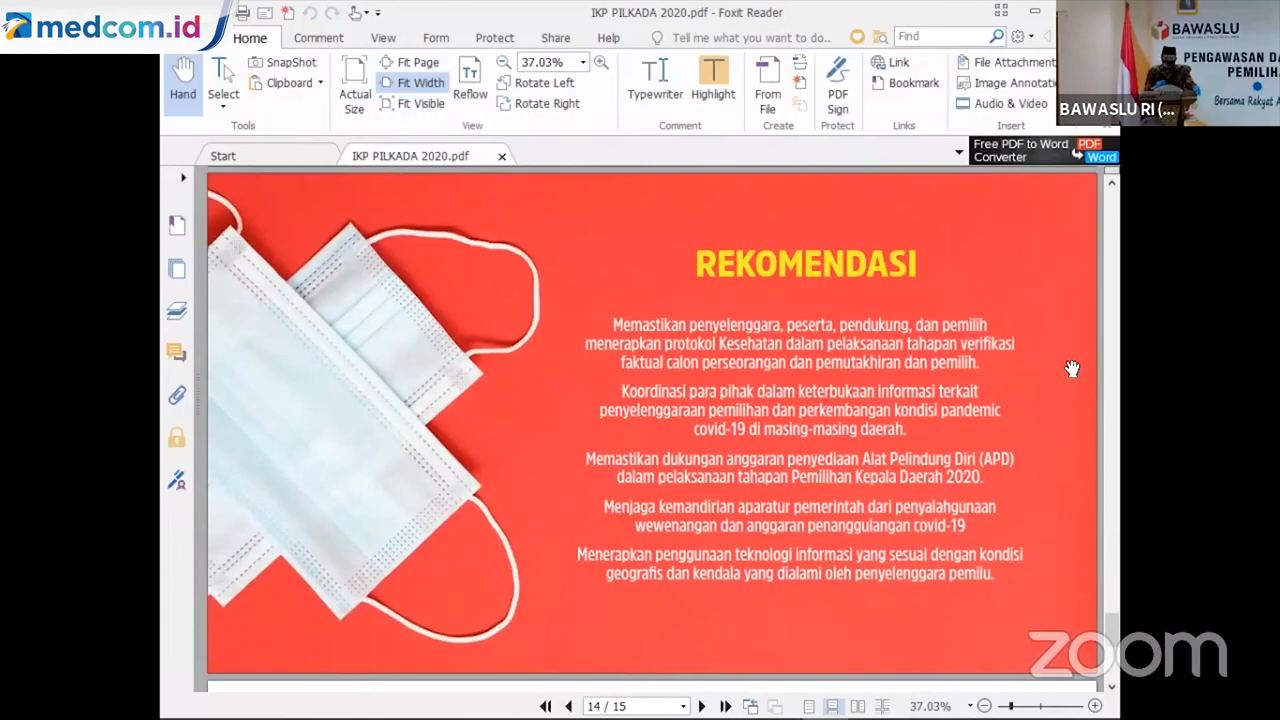 medcom.id
IKP PILKADA 2020.pdf - Foxit Reader
Home Comment View Form Protect Share Help Tell me what you want to do.. Find
Hand
Select
SnapShot
Clipboard
Tools
Actual
Size
Fit Page
Fit Width
Fit Visible
Reflow
37.03%
Rotate Left
Rotate Right
View
Typewriter
Highlight
Comment
From
File
Create
PDF
Sign
Protect
Link
Bookmark
Links
File Attachment
Image Annotati
Audio & Video
Insert
BAWASLU
PENGAWASAN DA
PEMILIH
Bersama Rakyat A
BAWASLU RI (...
Start
IKP PILKADA 2020.pdf
Free PDF to Word
Converter
PDF
Word
REKOMENDASI
Memastikan penyelenggara, peserta, pendukung, dan pemilih
menerapkan protokol Kesehatan dalam pelaksanaan tahapan verifikasi
faktual calon perseorangan dan pemutakhiran dan pemilih.
Koordinasi para pihak dalam keterbukaan informasi terkait
penyelenggaraan pemilihan dan perkembangan kondisi pandemic
covid-19 di masing-masing daerah.
Memastikan dukungan anggaran penyediaan Alat Pelindung Diri (APD)
dalam pelaksanaan tahapan Pemilihan Kepala Daerah 2020.
Menjaga kemandirian aparatur pemerintah dari penyalahgunaan
wewenangan dan anggaran penanggulangan covid-19
Menerapkan penggunaan teknologi informasi yang sesuai dengan kondisi
geografis dan kendala yang dialami oleh penyelenggara pemilu.
zoom
14 / 15
37.03%